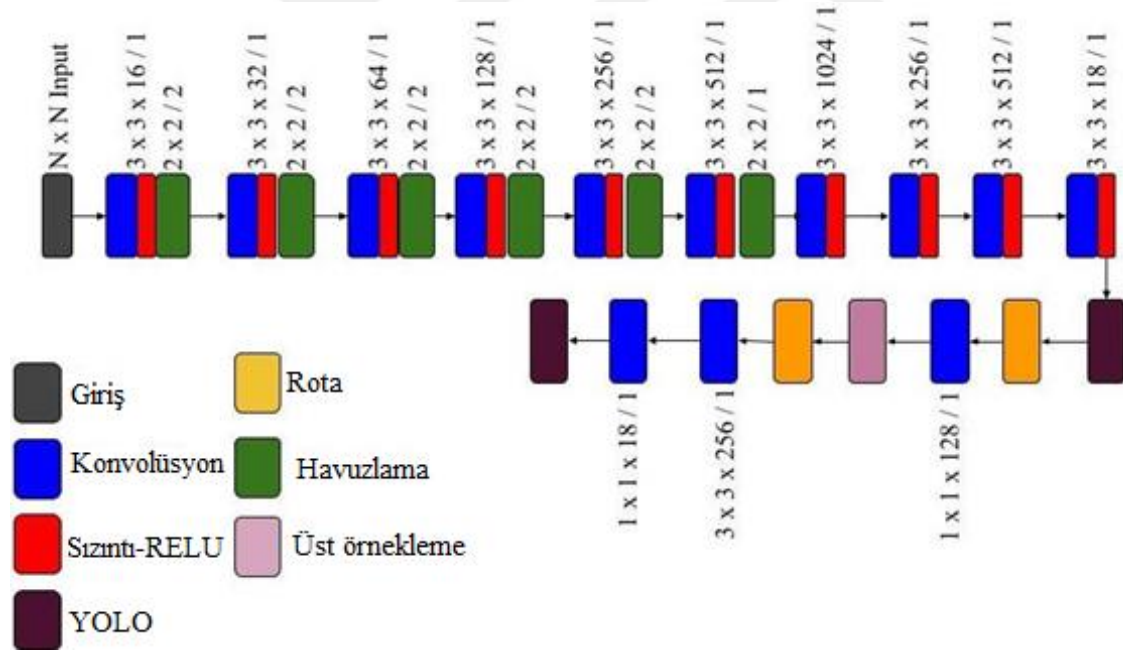 N x N Input
3 x 3 x 16 / 1
2 x 2 / 2
3 x 3 x 32 / 1
2 x 2 / 2
3 x 3 x 64 / 1
2 x 2 / 2
3 x 3 x 128 / 1
2 x 2 / 2
3 x 3 x 256 / 1
2 x 2 / 2
3 x 3 x 512 / 1
2 x 2 / 1
3 x 3 x 1024 / 1
3 x 3 x 256 / 1
3 x 3 x 512 / 1
3 x 3 x 18 / 1
1 x 1 x 18 / 1
3 x 3 x 256 / 1
1 x 1 x 128 / 1
Giriş
Konvolüsyon
Sızıntı-RELU
YOLO
Rota
Havuzlama
Üst örnekleme